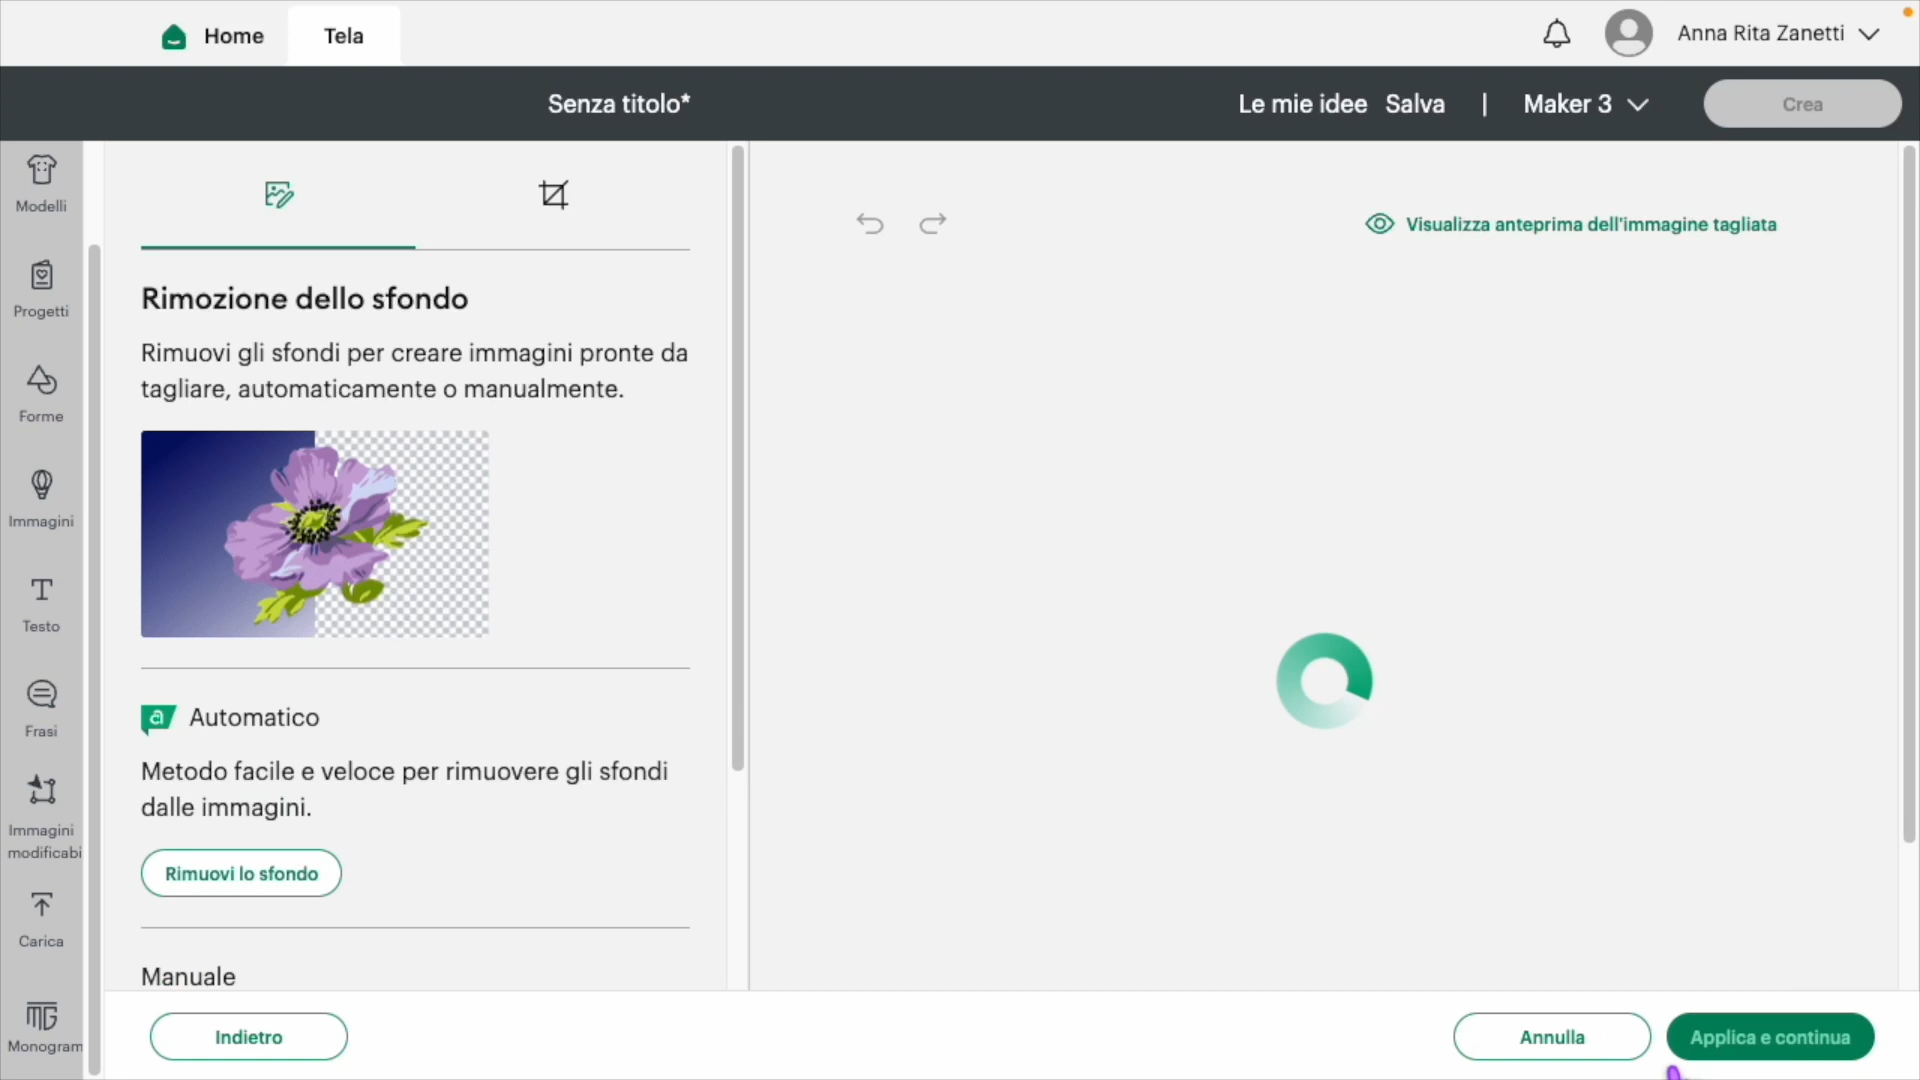 Home
Tela
Anna Rita Zanetti
Senza titolo*
Le mie idee
Salva
|
Maker 3
Crea
Modelli
Progetti
Forme
Immagini
Testo
Frasi
Immagini
modificabi
Carica
Monogram
Rimozione dello sfondo
Rimuovi gli sfondi per creare immagini pronte da
tagliare, automaticamente o manualmente.
a Automatico
Metodo facile e veloce per rimuovere gli sfondi
dalle immagini.
Rimuovi lo sfondo
Manuale
Visualizza anteprima dell'immagine tagliata
Indietro
Annulla
Applica e continua